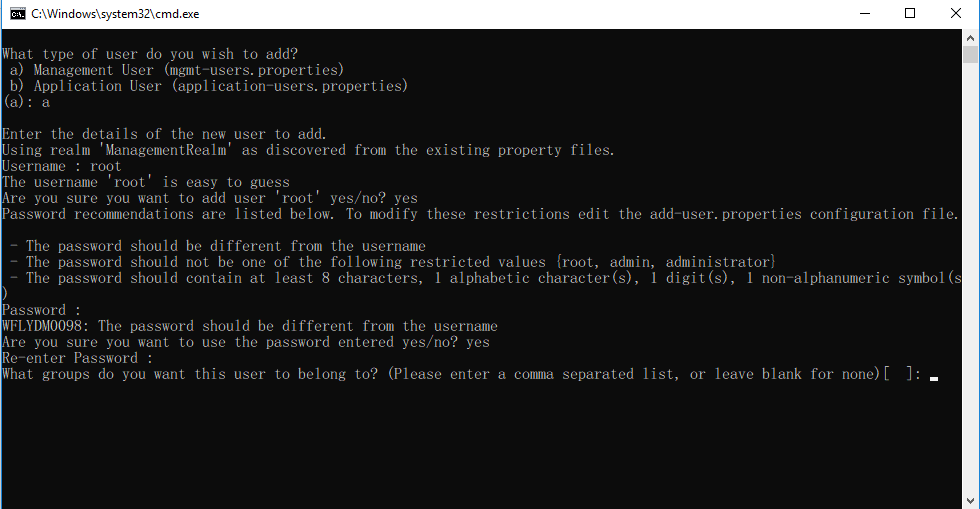 C:\Windows\system32\cmd.exe
What type of user do you wish to add?
 a) Management User (mgmt-users.properties)
 b) Application User (application-users.properties)
(a): a
Enter the details of the new user to add.
Using realm 'ManagementRealm' as discovered from the existing property files.
Username : root
The username 'root' is easy to guess
Are you sure you want to add user 'root' yes/no? yes
Password recommendations are listed below. To modify these restrictions edit the add-user.properties configuration file.
 - The password should be different from the username
 - The password should not be one of the following restricted values {root, admin, administrator}
 - The password should contain at least 8 characters, 1 alphabetic character(s), 1 digit(s), 1 non-alphanumeric symbol(s
)
Password :
WFLYDM0098: The password should be different from the username
Are you sure you want to use the password entered yes/no? yes
Re-enter Password :
What groups do you want this user to belong to? (Please enter a comma separated list, or leave blank for none)[  ]: